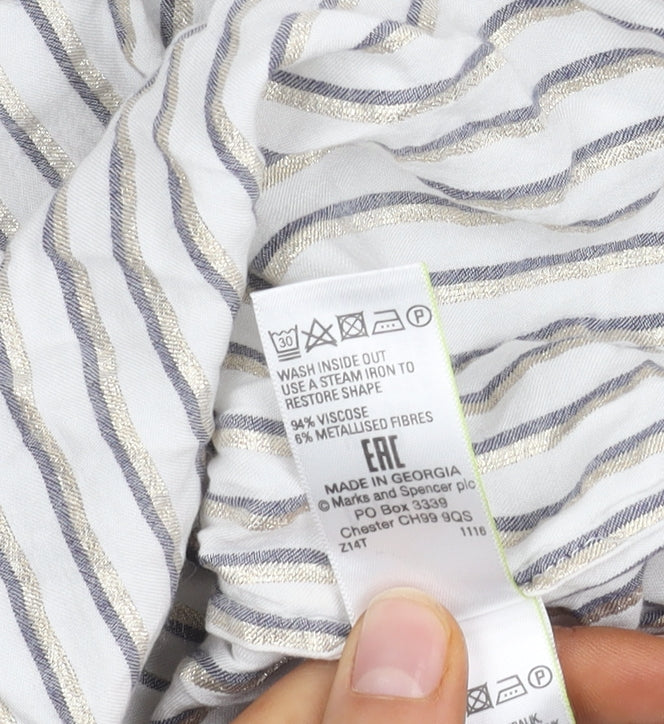 30 P
WASH INSIDE OUT
USE A STEAM IRON TO
RESTORE SHAPE
94% VISCOSE
6% METALLISED FIBRES
EAC
MADE IN GEORGIA
© Marks and Spencer plc
PO Box 3339
Chester CH99 9QS
Z14T 1116
P